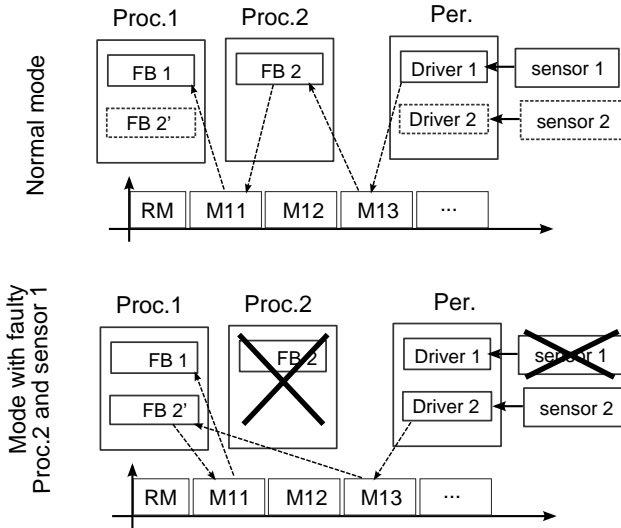 Normal mode
Proc.1
Proc.2
Per.
FB 1
FB 2
Driver 1
sensor 1
FB 2'
Driver 2
sensor 2
RM
M11
M12
M13
...
Mode with faulty
Proc.2 and sensor 1
Proc.1
Proc.2
Per.
FB 1
FB 2
Driver 1
sensor 1
FB 2'
Driver 2
sensor 2
RM
M11
M12
M13
...